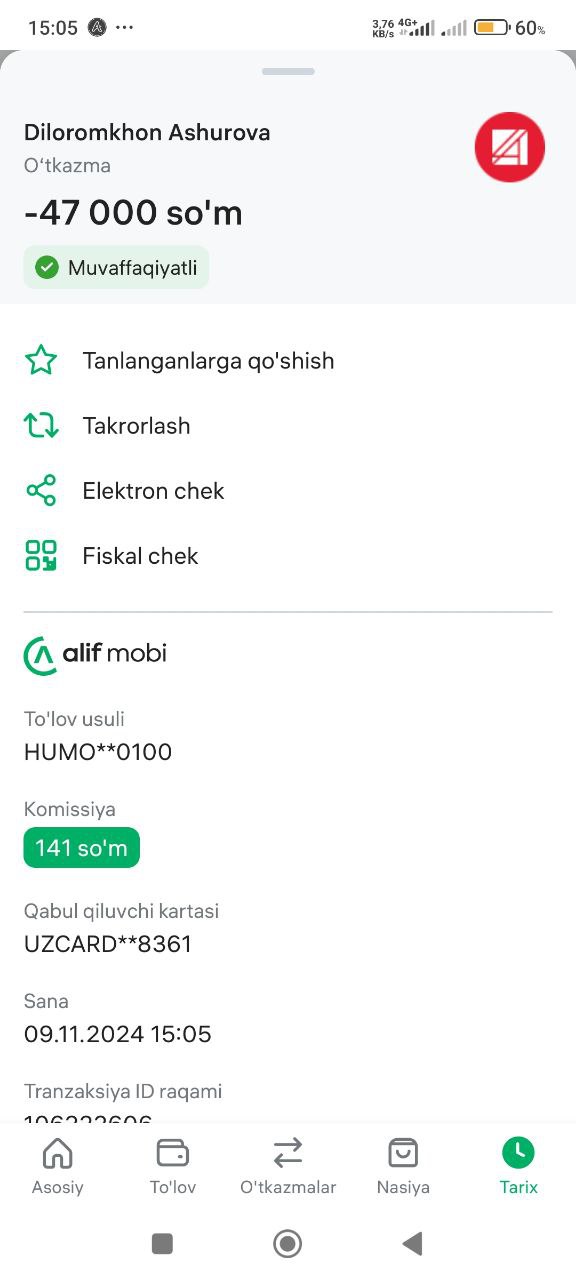 15:05
3,76 KB/s 4G+ 60%
Diloromkhon Ashurova
O‘tkazma
-47 000 so'm
Muvaffaqiyatli
Tanlanganlarga qo'shish
Takrorlash
Elektron chek
Fiskal chek
alif mobi
To'lov usuli
HUMO**0100
Komissiya
141 so'm
Qabul qiluvchi kartasi
UZCARD**8361
Sana
09.11.2024 15:05
Tranzaksiya ID raqami
Asosiy To'lov O'tkazmalar Nasiya Tarix